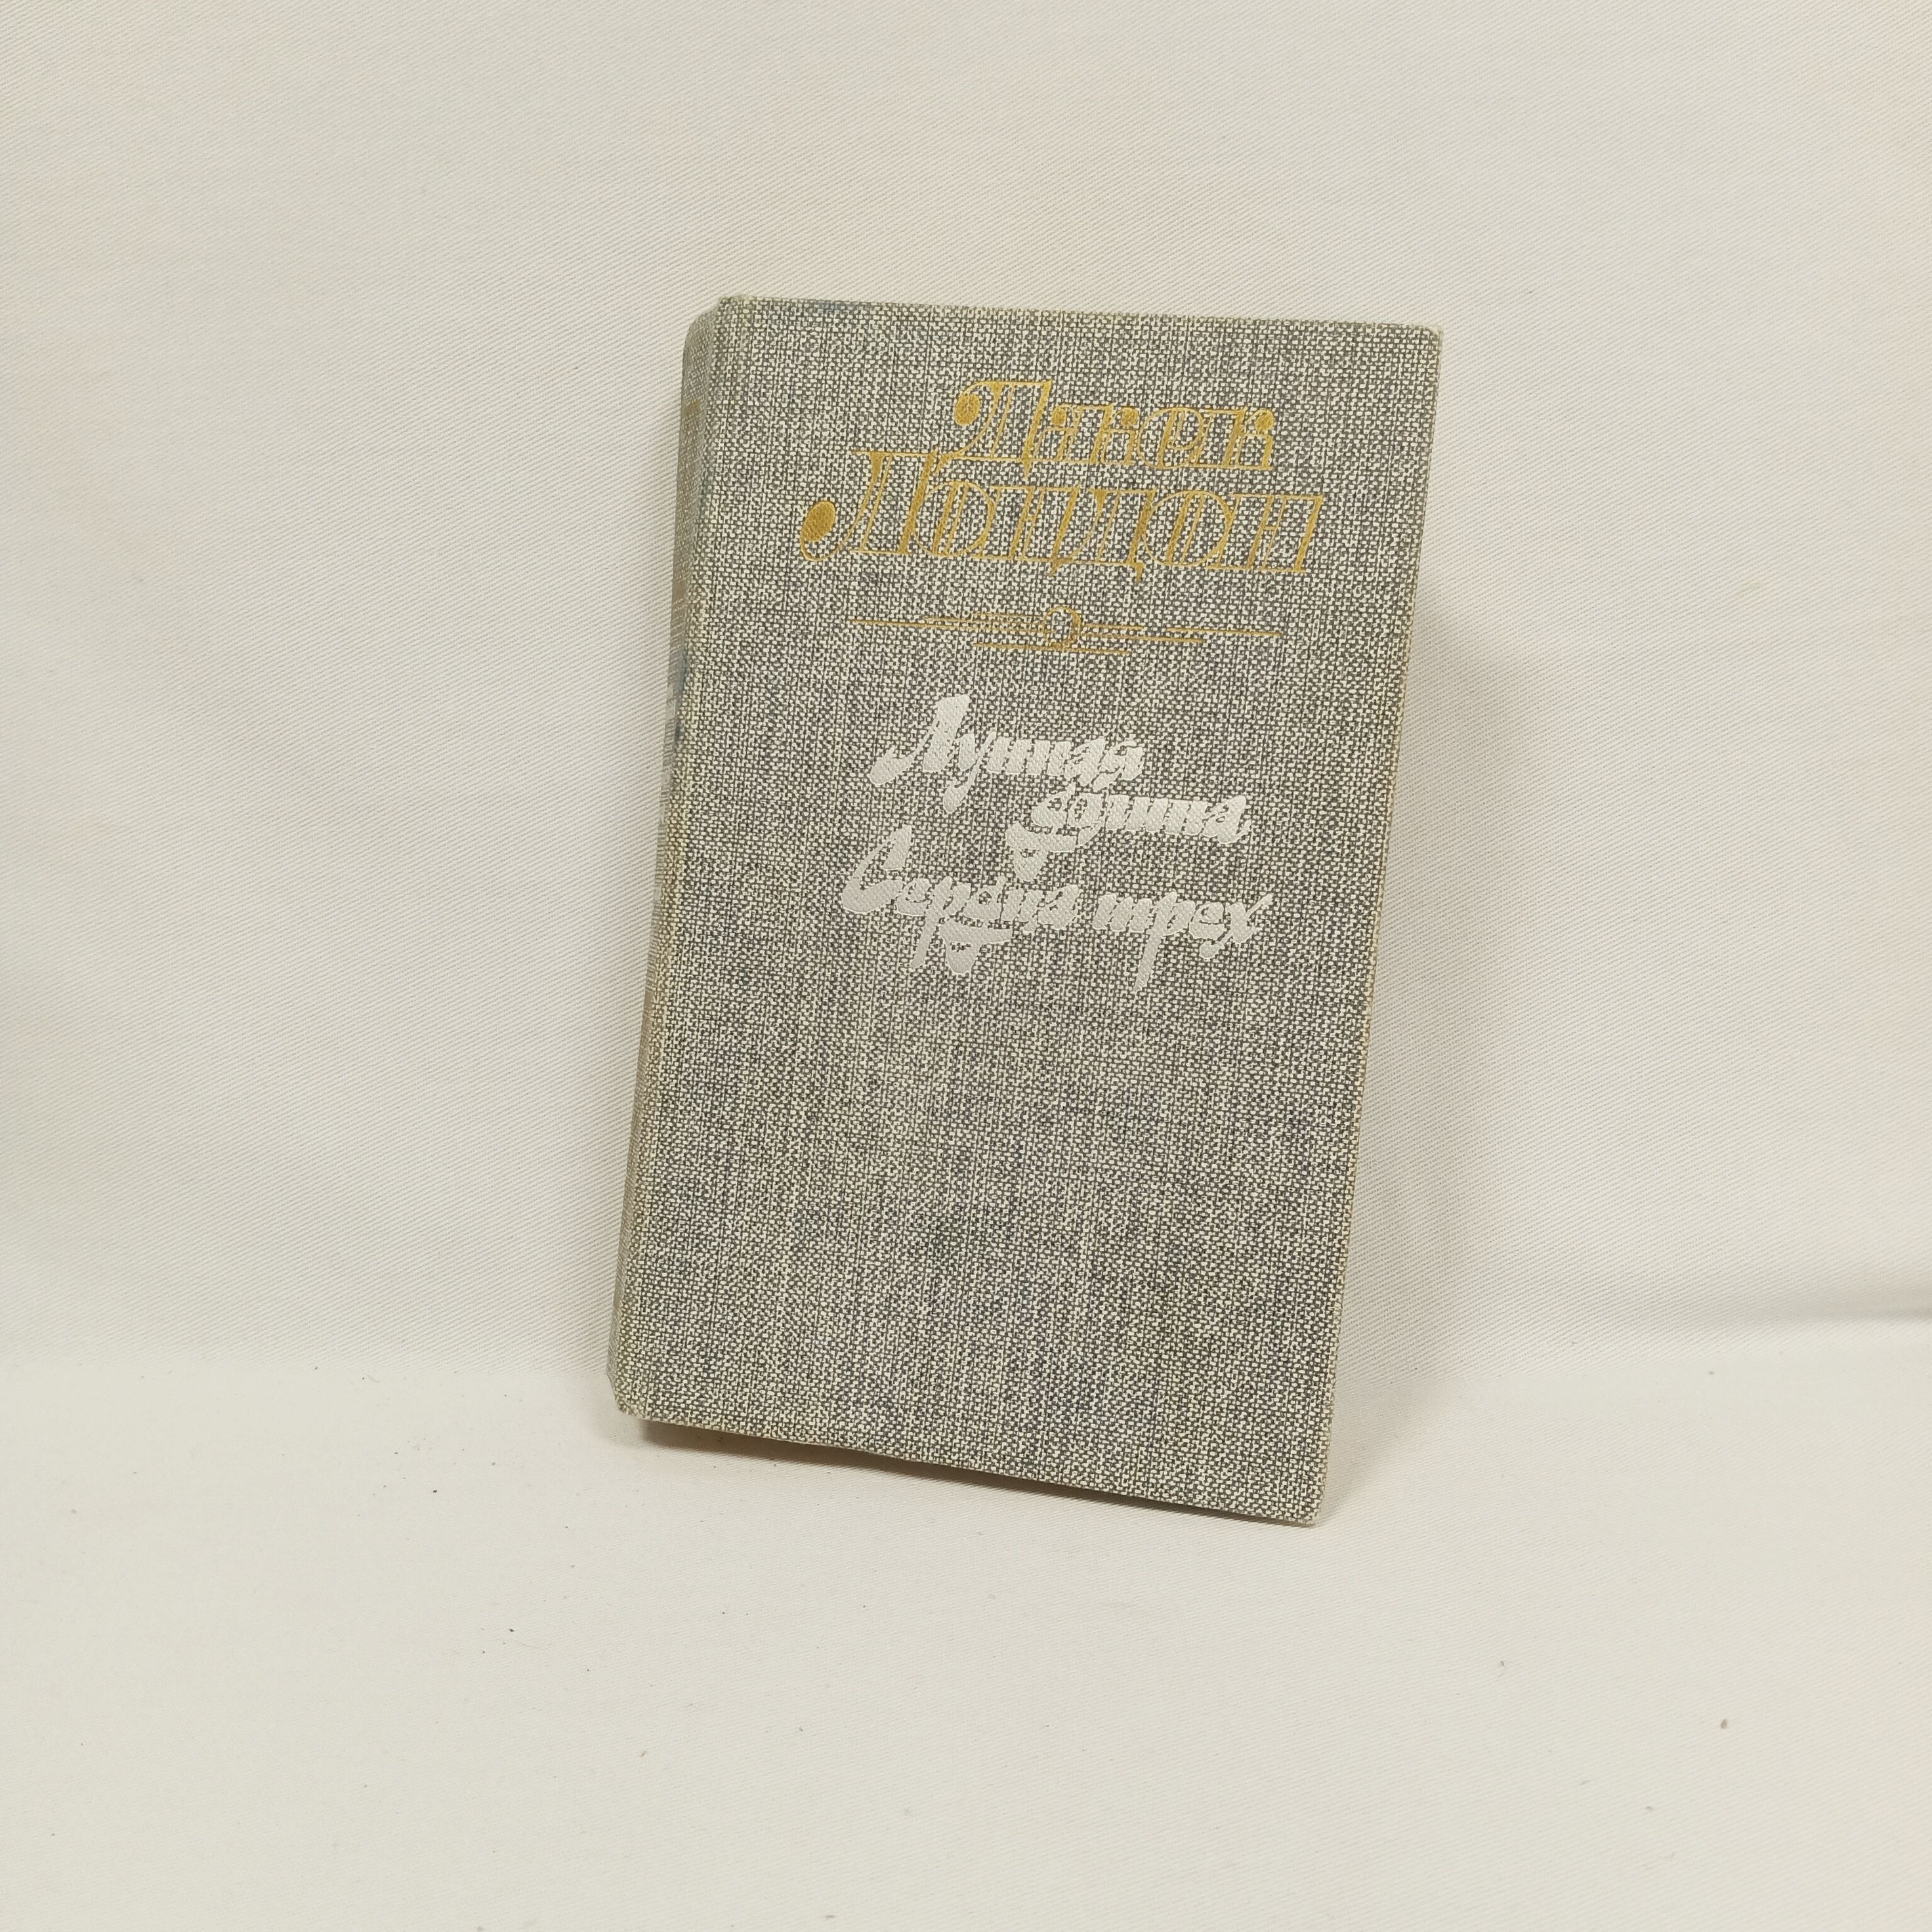 Джек
Лондон
Лунная
долина,
Сердца трех